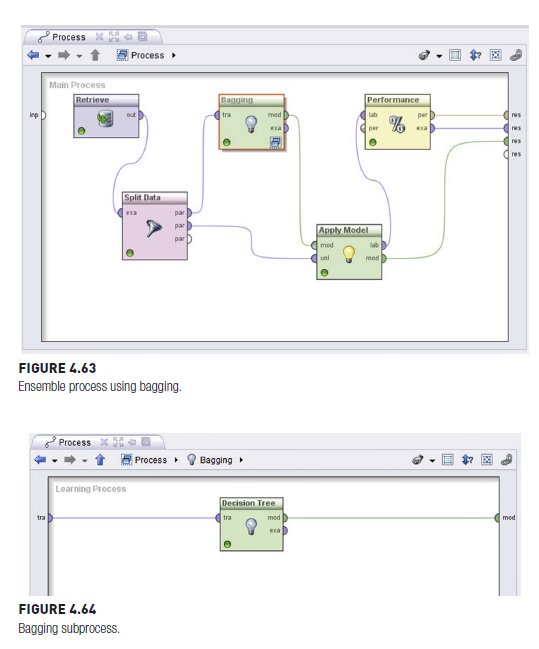 Process
Process
Main Process
Retrieve
Bagging
Performance
inp
out
tra
mod
exa
lab
per
per
exa
res
res
res
res
Split Data
exa
par
par
par
Apply Model
mod
unl
lab
mod
FIGURE 4.63
Ensemble process using bagging.
Process
Process
Bagging
Learning Process
Decision Tree
tra
tra
mod
exa
mod
FIGURE 4.64
Bagging subprocess.